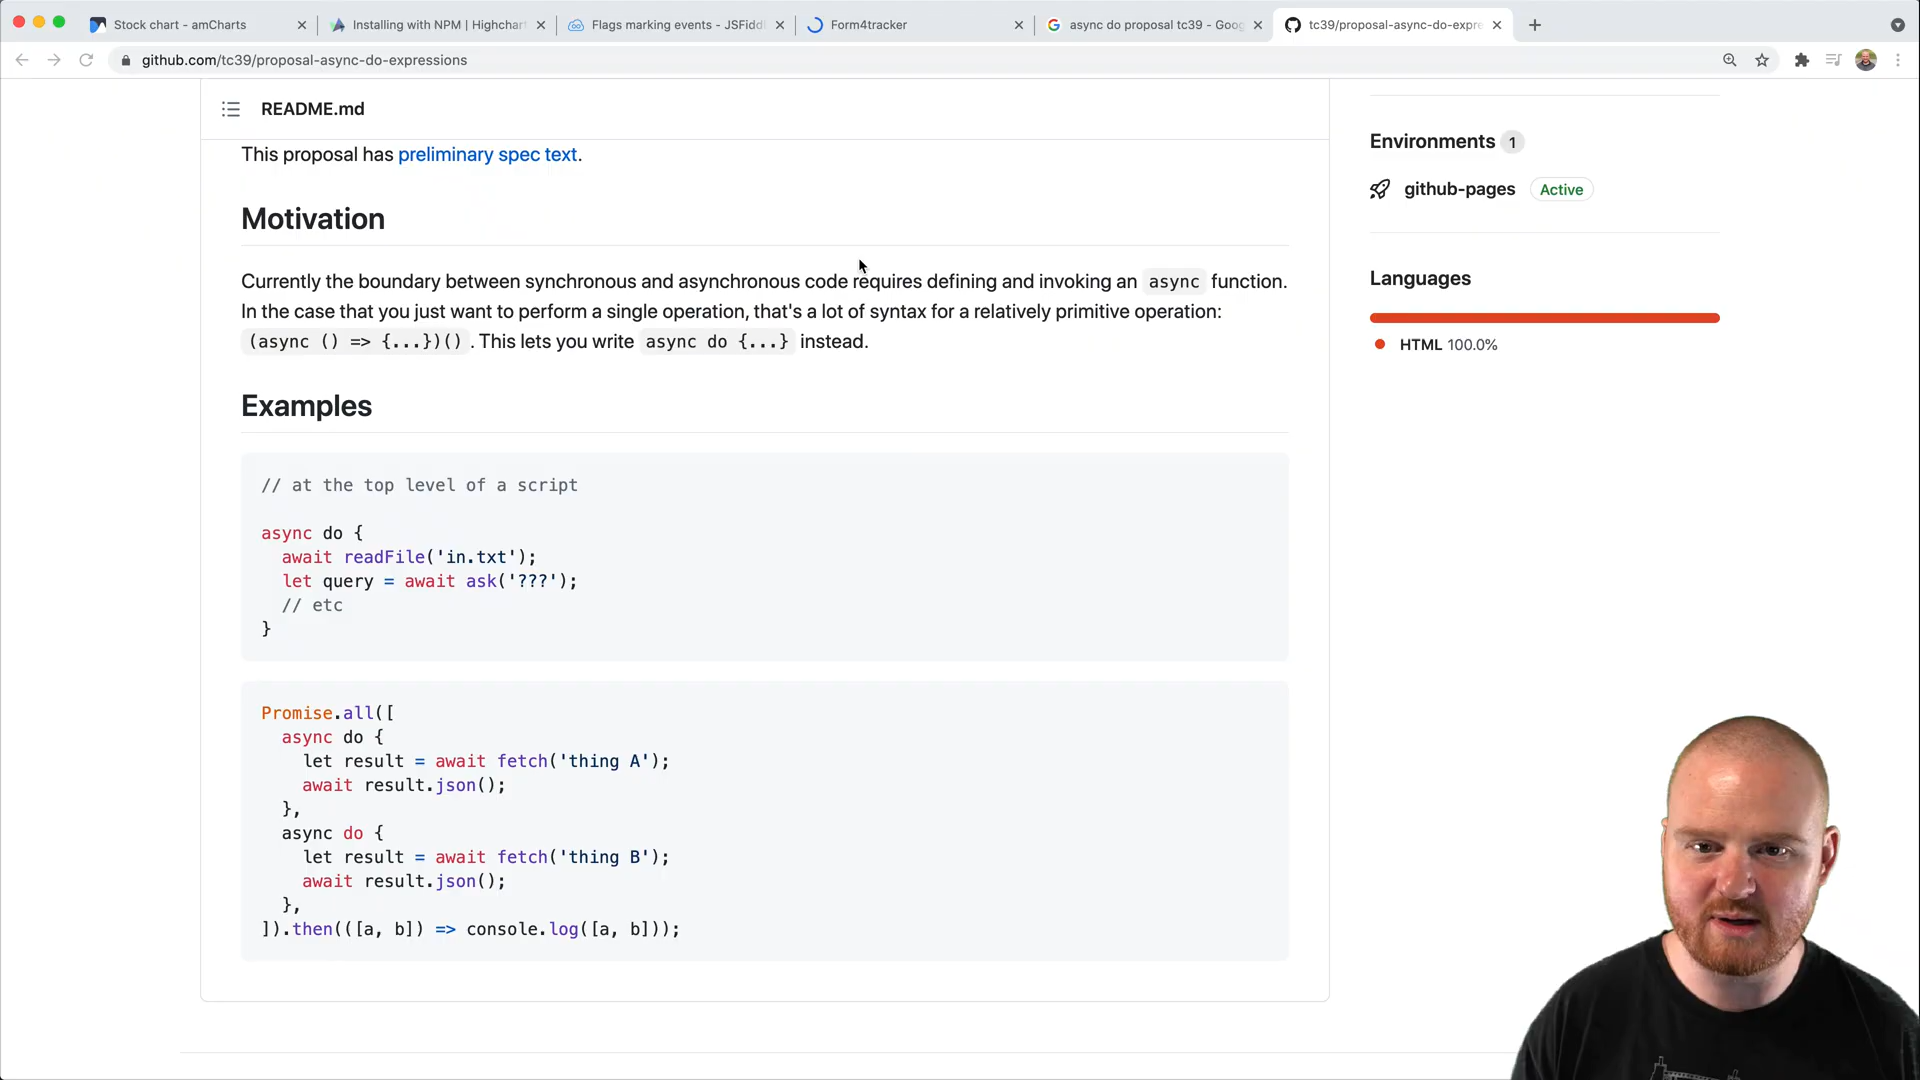 Stock chart - amCharts
Installing with NPM | Highchar
Flags marking events - JSFidd
Form4tracker
async do proposal tc39 - Goog
tc39/proposal-async-do-expre
github.com/tc39/proposal-async-do-expressions
README.md
This proposal has preliminary spec text.
Motivation
Currently the boundary between synchronous and asynchronous code requires defining and invoking an async function.
In the case that you just want to perform a single operation, that's a lot of syntax for a relatively primitive operation:
(async () => {...})() . This lets you write async do {...} instead.
Examples
// at the top level of a script
async do {
  await readFile('in.txt');
  let query = await ask('???');
  // etc
}
Promise.all([
  async do {
    let result = await fetch('thing A');
    await result.json();
  },
  async do {
    let result = await fetch('thing B');
    await result.json();
  },
]).then(([a, b]) => console.log([a, b]));
Environments 1
github-pages Active
Languages
HTML 100.0%